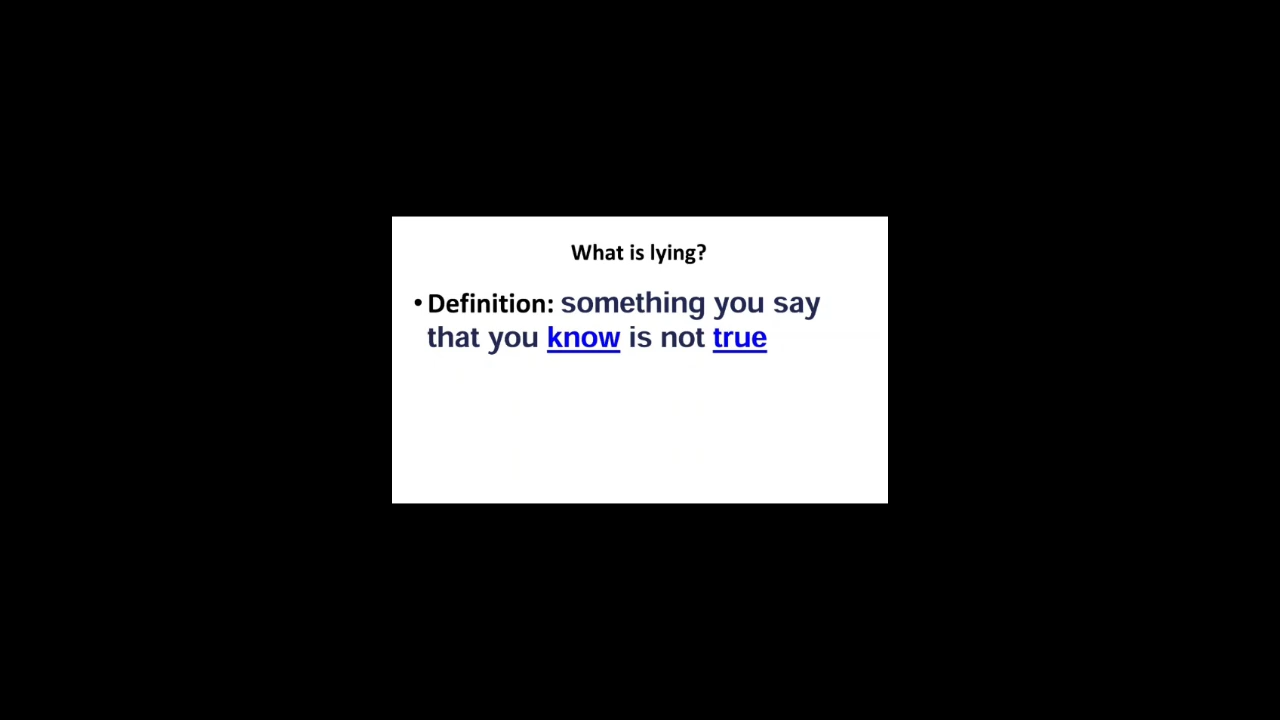 What is lying?
• Definition: something you say
that you know is not true